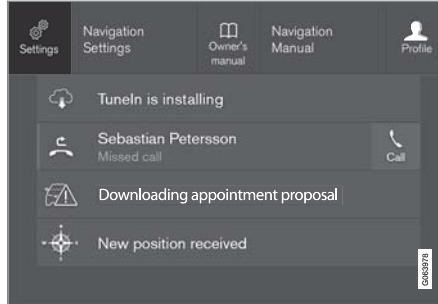 Settings
Navigation
Settings
Owner's
manual
Navigation
Manual
Profile
TuneIn is installing
Sebastian Petersson
Missed call
Call
Downloading appointment proposal
New position received
G063978